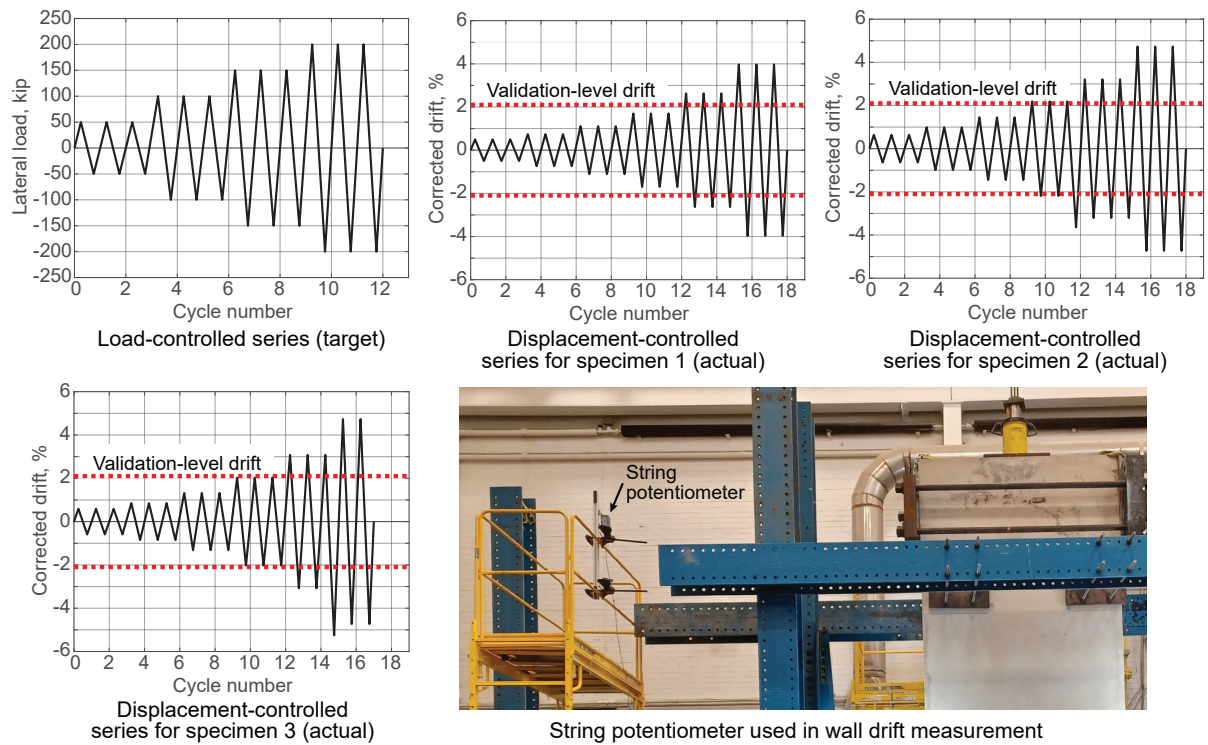 250
200
150
100
50
0
-50
-100
-150
-200
-250
Lateral load, kip
0 2 4 6 8 10 12
Cycle number
Load-controlled series (target)
6
4
2
0
-2
-4
-6
Corrected drift, %
Validation-level drift
0 2 4 6 8 10 12 14 16 18
Cycle number
Displacement-controlled
series for specimen 1 (actual)
6
4
2
0
-2
-4
-6
Corrected drift, %
Validation-level drift
0 2 4 6 8 10 12 14 16 18
Cycle number
Displacement-controlled
series for specimen 2 (actual)
6
4
2
0
-2
-4
-6
Corrected drift, %
Validation-level drift
0 2 4 6 8 10 12 14 16 18
Cycle number
Displacement-controlled
series for specimen 3 (actual)
String
potentiometer
String potentiometer used in wall drift measurement